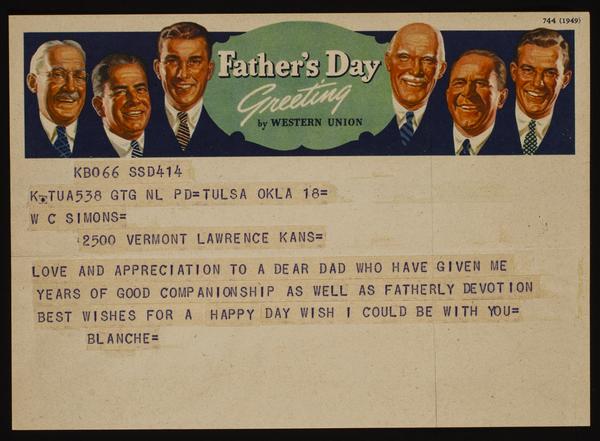 744 (1949)
Father's Day
Greeting
by WESTERN UNION
KB066 SSD414
K.TUA538 GTG NL PD=TULSA OKLA 18=
W C SIMONS=
2500 VERMONT LAWRENCE KANS=
LOVE AND APPRECIATION TO A DEAR DAD WHO HAVE GIVEN ME
YEARS OF GOOD COMPANIONSHIP AS WELL AS FATHERLY DEVOTION
BEST WISHES FOR A HAPPY DAY WISH I COULD BE WITH YOU=
BLANCHE=